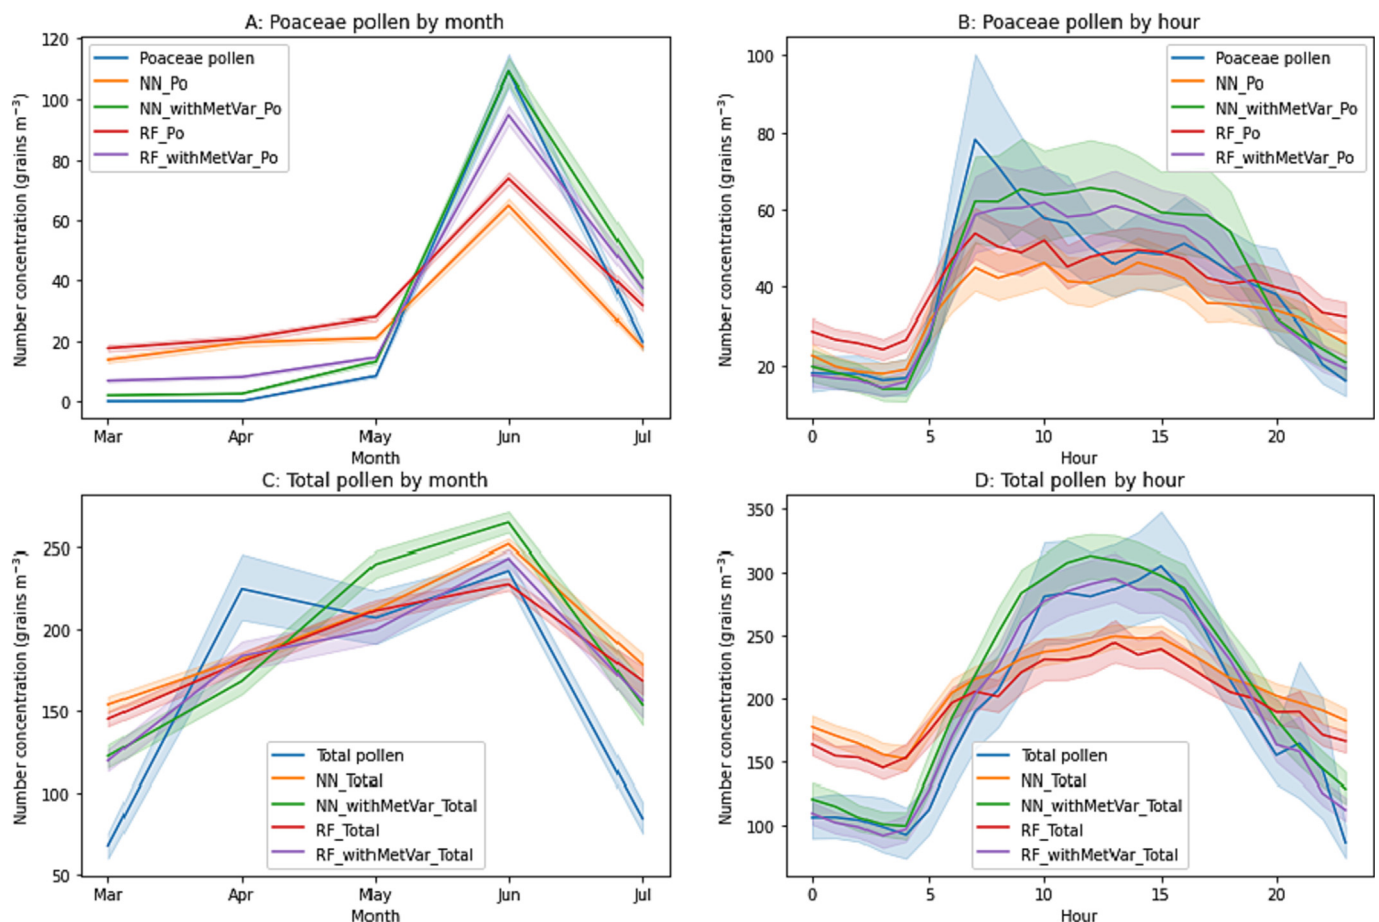 A: Poaceae pollen by month
Number concentration (grains m⁻³)
120
100
80
60
40
20
0
Poaceae pollen
NN_Po
NN_withMetVar_Po
RF_Po
RF_withMetVar_Po
Mar Apr May Jun Jul
Month
B: Poaceae pollen by hour
Number concentration (grains m⁻³)
100
80
60
40
20
Poaceae pollen
NN_Po
NN_withMetVar_Po
RF_Po
RF_withMetVar_Po
0 5 10 15 20
Hour
C: Total pollen by month
Number concentration (grains m⁻³)
250
200
150
100
50
Total pollen
NN_Total
NN_withMetVar_Total
RF_Total
RF_withMetVar_Total
Mar Apr May Jun Jul
Month
D: Total pollen by hour
Number concentration (grains m⁻³)
350
300
250
200
150
100
Total pollen
NN_Total
NN_withMetVar_Total
RF_Total
RF_withMetVar_Total
0 5 10 15 20
Hour